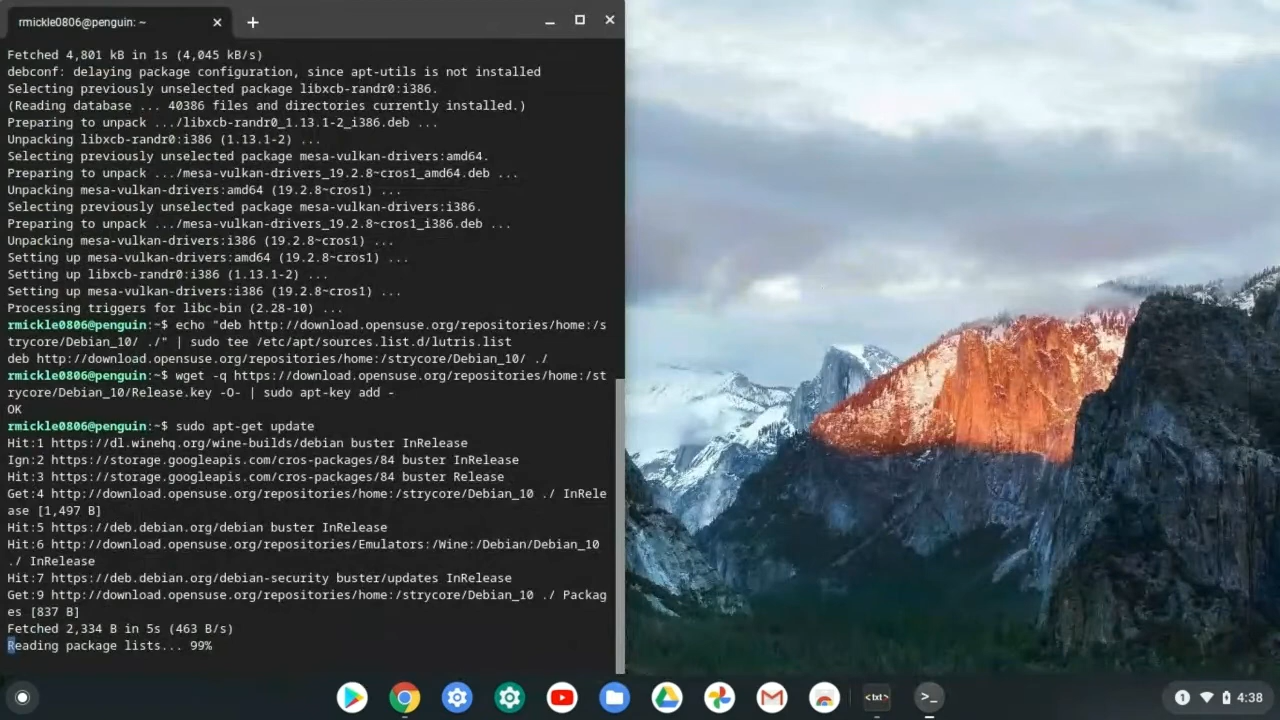 rmickle0806@penguin: ~
Fetched 4,801 kB in 1s (4,045 kB/s)
debconf: delaying package configuration, since apt-utils is not installed
Selecting previously unselected package libxcb-randr0:i386.
(Reading database ... 40386 files and directories currently installed.)
Preparing to unpack .../libxcb-randr0_1.13.1-2_i386.deb ...
Unpacking libxcb-randr0:i386 (1.13.1-2) ...
Selecting previously unselected package mesa-vulkan-drivers:amd64.
Preparing to unpack .../mesa-vulkan-drivers_19.2.8~cros1_amd64.deb ...
Unpacking mesa-vulkan-drivers:amd64 (19.2.8~cros1) ...
Selecting previously unselected package mesa-vulkan-drivers:i386.
Preparing to unpack .../mesa-vulkan-drivers_19.2.8~cros1_i386.deb ...
Unpacking mesa-vulkan-drivers:i386 (19.2.8~cros1) ...
Setting up mesa-vulkan-drivers:amd64 (19.2.8~cros1) ...
Setting up libxcb-randr0:i386 (1.13.1-2) ...
Setting up mesa-vulkan-drivers:i386 (19.2.8~cros1) ...
Processing triggers for libc-bin (2.28-10) ...
rmickle0806@penguin:~$ echo "deb http://download.opensuse.org/repositories/home:/s
trycore/Debian_10/ ./" | sudo tee /etc/apt/sources.list.d/lutris.list
deb http://download.opensuse.org/repositories/home:/strycore/Debian_10/ ./
rmickle0806@penguin:~$ wget -q https://download.opensuse.org/repositories/home:/st
rycore/Debian_10/Release.key -O- | sudo apt-key add -
OK
rmickle0806@penguin:~$ sudo apt-get update
Hit:1 https://dl.winehq.org/wine-builds/debian buster InRelease
Ign:2 https://storage.googleapis.com/cros-packages/84 buster InRelease
Hit:3 https://storage.googleapis.com/cros-packages/84 buster Release
Get:4 http://download.opensuse.org/repositories/home:/strycore/Debian_10 ./ InRele
ase [1,497 B]
Hit:5 https://deb.debian.org/debian buster InRelease
Hit:6 http://download.opensuse.org/repositories/Emulators:/Wine:/Debian/Debian_10
./ InRelease
Hit:7 https://deb.debian.org/debian-security buster/updates InRelease
Get:9 http://download.opensuse.org/repositories/home:/strycore/Debian_10 ./ Packag
es [837 B]
Fetched 2,334 B in 5s (463 B/s)
Reading package lists... 99%
<txt>
>_
1 4:38